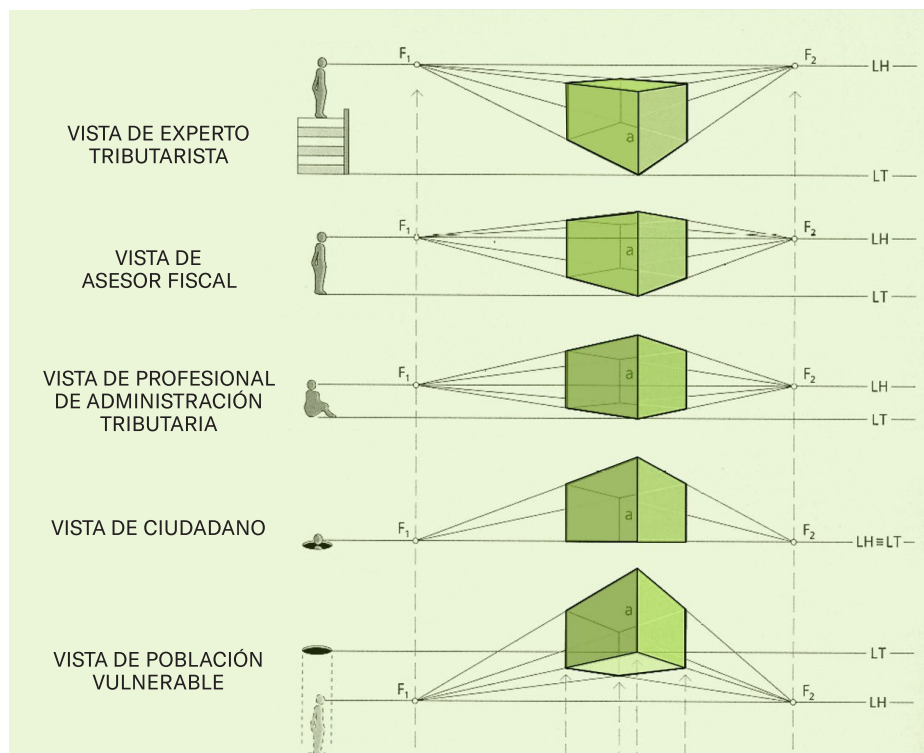 F1
F2
LH
VISTA DE EXPERTO
TRIBUTARISTA
a
LT
F1
F2
LH
VISTA DE
ASESOR FISCAL
a
LT
VISTA DE PROFESIONAL
DE ADMINISTRACIÓN
TRIBUTARIA
F1
F2
a
LH
LT
VISTA DE CIUDADANO
F1
F2
a
LH≡LT
a
VISTA DE POBLACIÓN
VULNERABLE
LT
F1
F2
LH